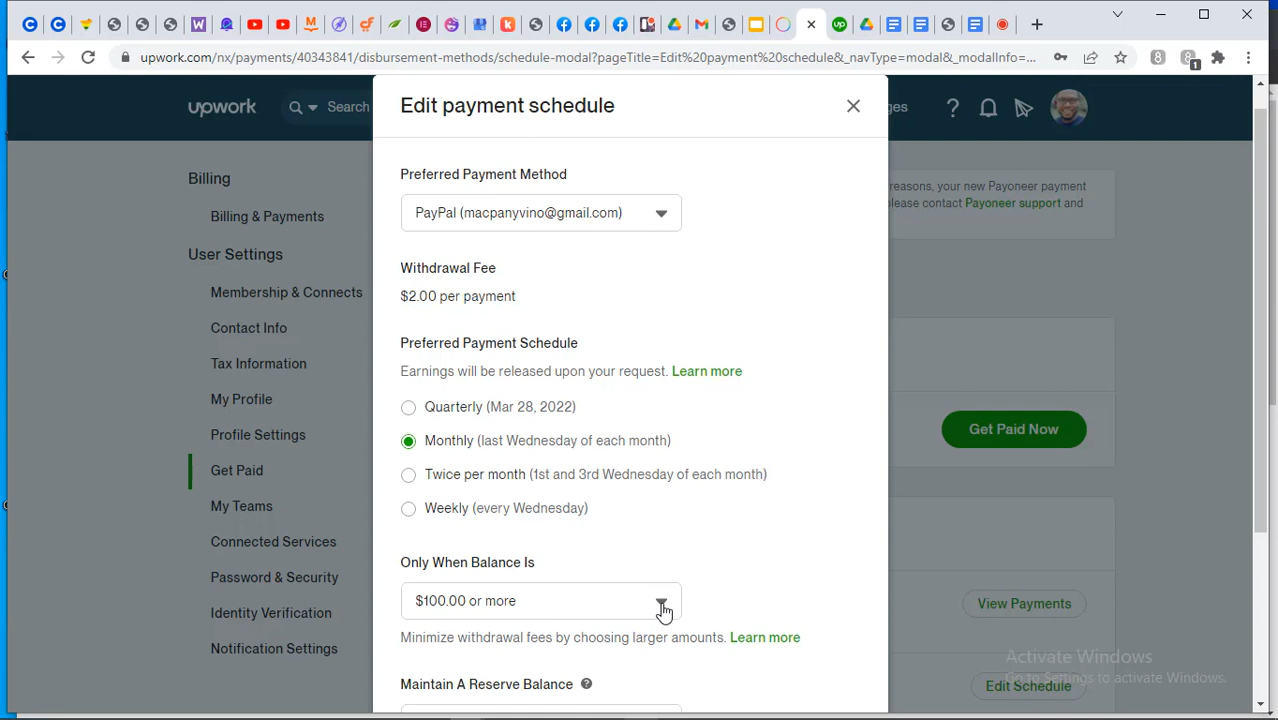 upwork.com/nx/payments/40343841/disbursement-methods/schedule-modal?pageTitle=Edit%20payment%20schedule&_navType=modal&_modalInfo=...
1
upwork
Search
ges
?
Edit payment schedule
Billing
Billing & Payments
User Settings
Membership & Connects
Contact Info
Tax Information
My Profile
Profile Settings
Get Paid
My Teams
Connected Services
Password & Security
Identity Verification
Notification Settings
Preferred Payment Method
PayPal (macpanyvino@gmail.com)
Withdrawal Fee
$2.00 per payment
Preferred Payment Schedule
Earnings will be released upon your request. Learn more
Quarterly (Mar 28, 2022)
Monthly (last Wednesday of each month)
Twice per month (1st and 3rd Wednesday of each month)
Weekly (every Wednesday)
Only When Balance Is
$100.00 or more
Minimize withdrawal fees by choosing larger amounts. Learn more
Maintain A Reserve Balance ?
reasons, your new Payoneer payment
lease contact Payoneer support and
Get Paid Now
View Payments
Edit Schedule
Activate Windows
Go to Settings to activate Windows.